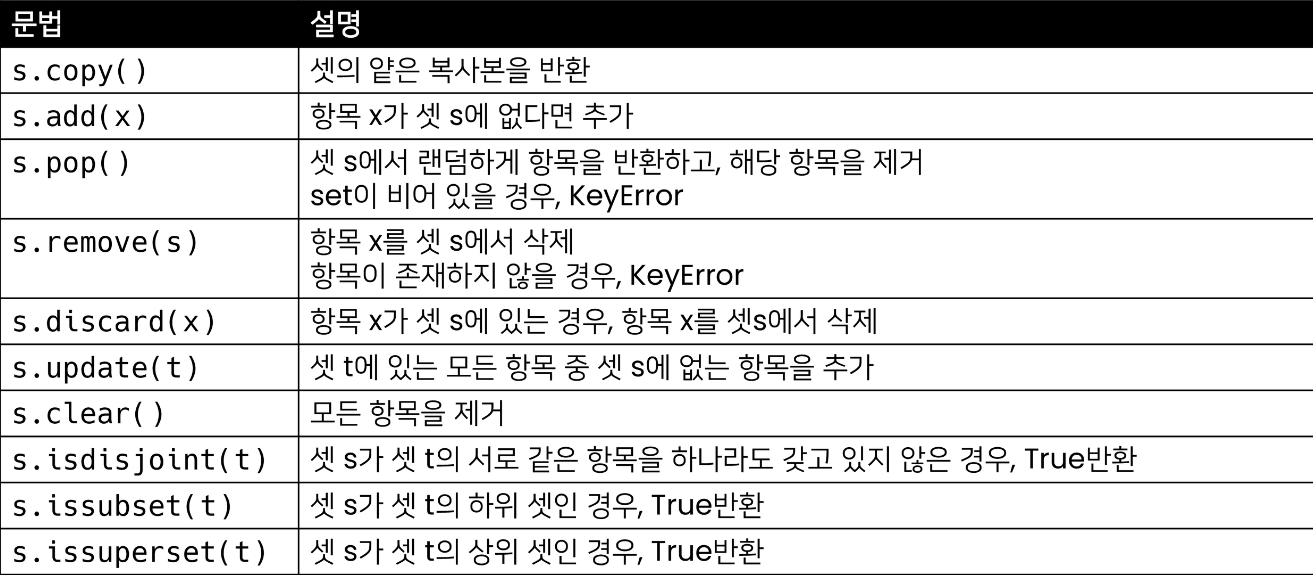 문법 설명
s.copy() 셋의 얕은 복사본을 반환
s.add(x) 항목 x가 셋 s에 없다면 추가
s.pop() 셋 s에서 랜덤하게 항목을 반환하고, 해당 항목을 제거
set이 비어 있을 경우, KeyError
s.remove(s) 항목 x를 셋 s에서 삭제
항목이 존재하지 않을 경우, KeyError
s.discard(x) 항목 x가 셋 s에 있는 경우, 항목 x를 셋s에서 삭제
s.update(t) 셋 t에 있는 모든 항목 중 셋 s에 없는 항목을 추가
s.clear() 모든 항목을 제거
s.isdisjoint(t) 셋 s가 셋 t의 서로 같은 항목을 하나라도 갖고 있지 않은 경우, True반환
s.issubset(t) 셋 s가 셋 t의 하위 셋인 경우, True반환
s.issuperset(t) 셋 s가 셋 t의 상위 셋인 경우, True반환